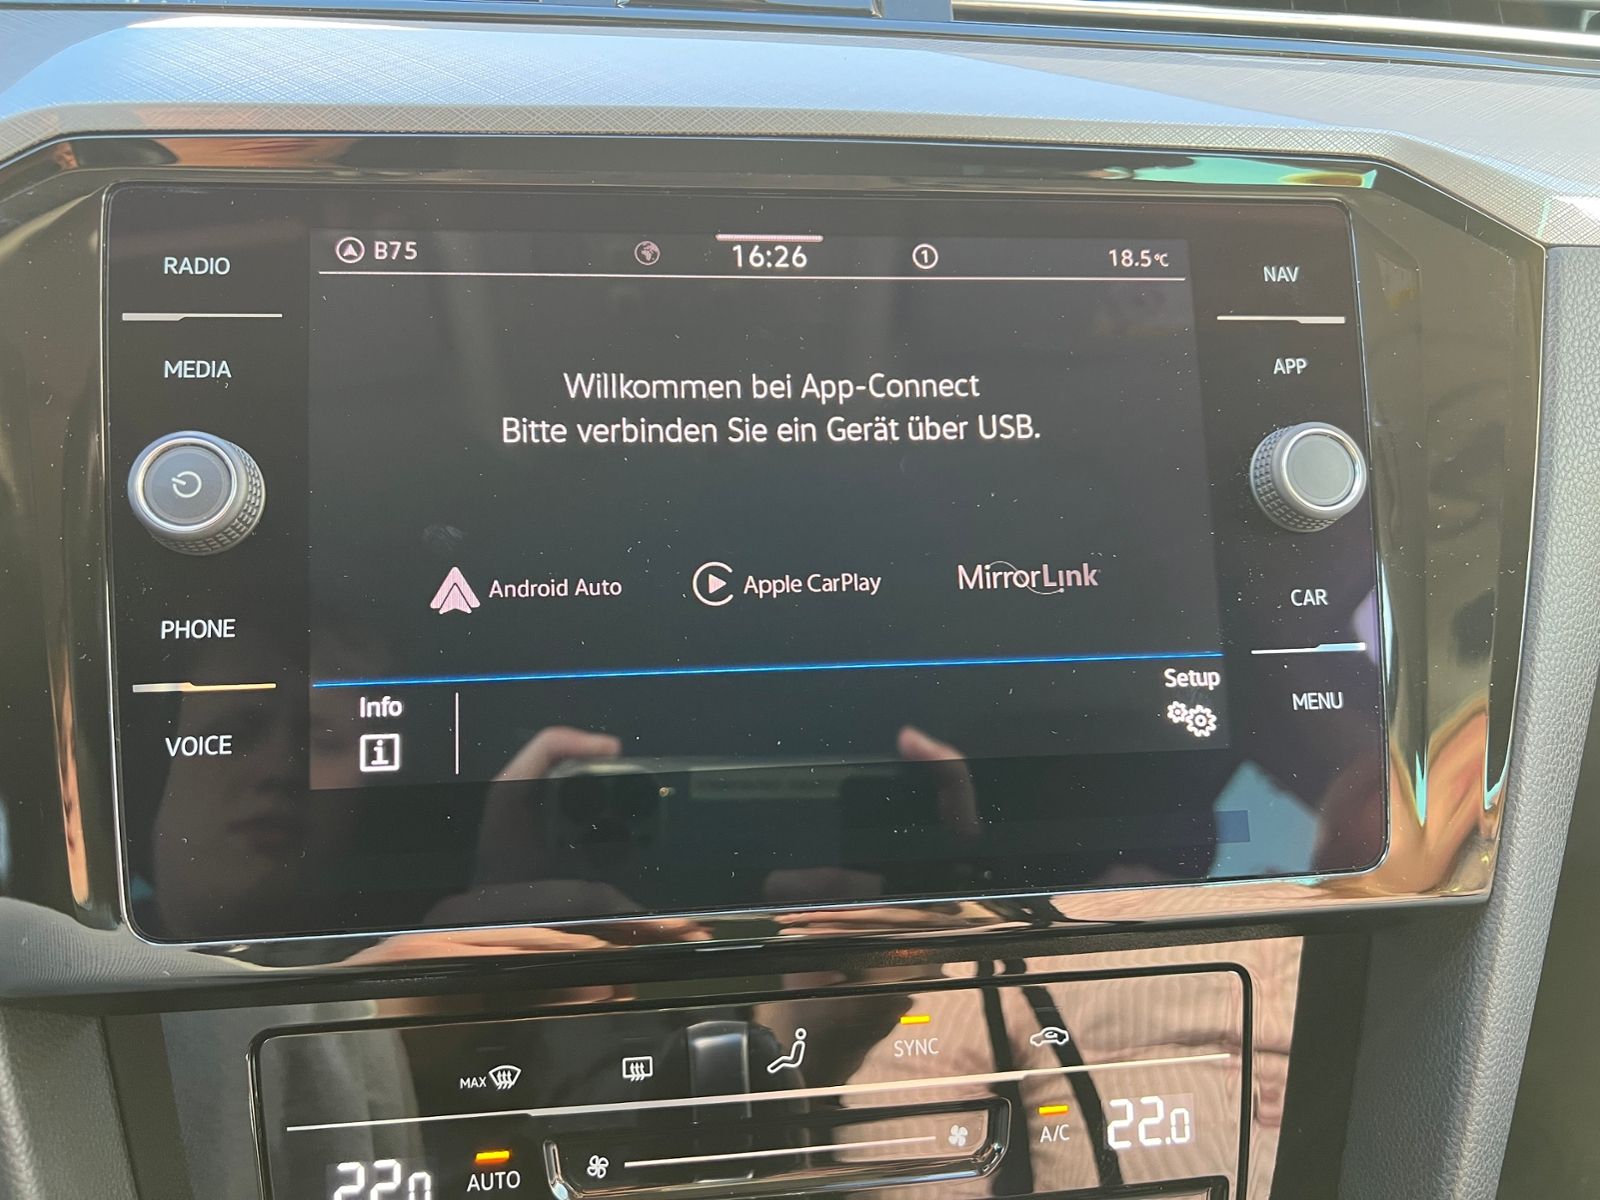 RADIO
MEDIA
PHONE
VOICE
B75
16:26
1
18.5°C
Willkommen bei App-Connect
Bitte verbinden Sie ein Gerät über USB.
Android Auto
Apple CarPlay
MirrorLink
Info
i
Setup
NAV
APP
CAR
MENU
MAX
SYNC
A/C
22.0
22.0
AUTO